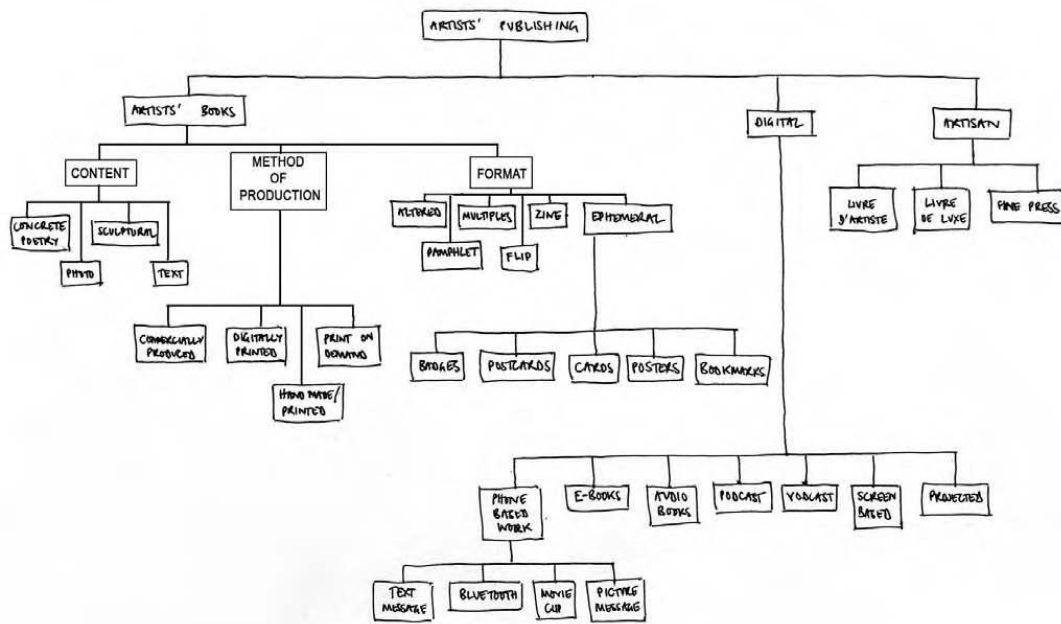 ARTISTS' PUBLISHING
ARTISTS' BOOKS
DIGITAL
ARTISAN
CONTENT
METHOD
OF
PRODUCTION
FORMAT
LIVRE
D'ARTISTE
LIVRE
DE LUXE
FINE PRESS
CONCRETE
POETRY
SCULPTURAL
PHOTO
TEXT
ALTERED
MULTIPLES
ZINE
EPHEMERAL
PAMPHLET
FLIP
COMMERCIALLY
PRODUCED
DIGITALLY
PRINTED
PRINT ON
DEMAND
HAND MADE/
PRINTED
BADGES
POSTCARDS
CARDS
POSTERS
BOOKMARKS
PHONE
BASED
WORK
E-BOOKS
AUDIO
BOOKS
PODCAST
VODCAST
SCREEN
BASED
PROJECTED
TEXT
MESSAGE
BLUETOOTH
MOVIE
CLIP
PICTURE
MESSAGE